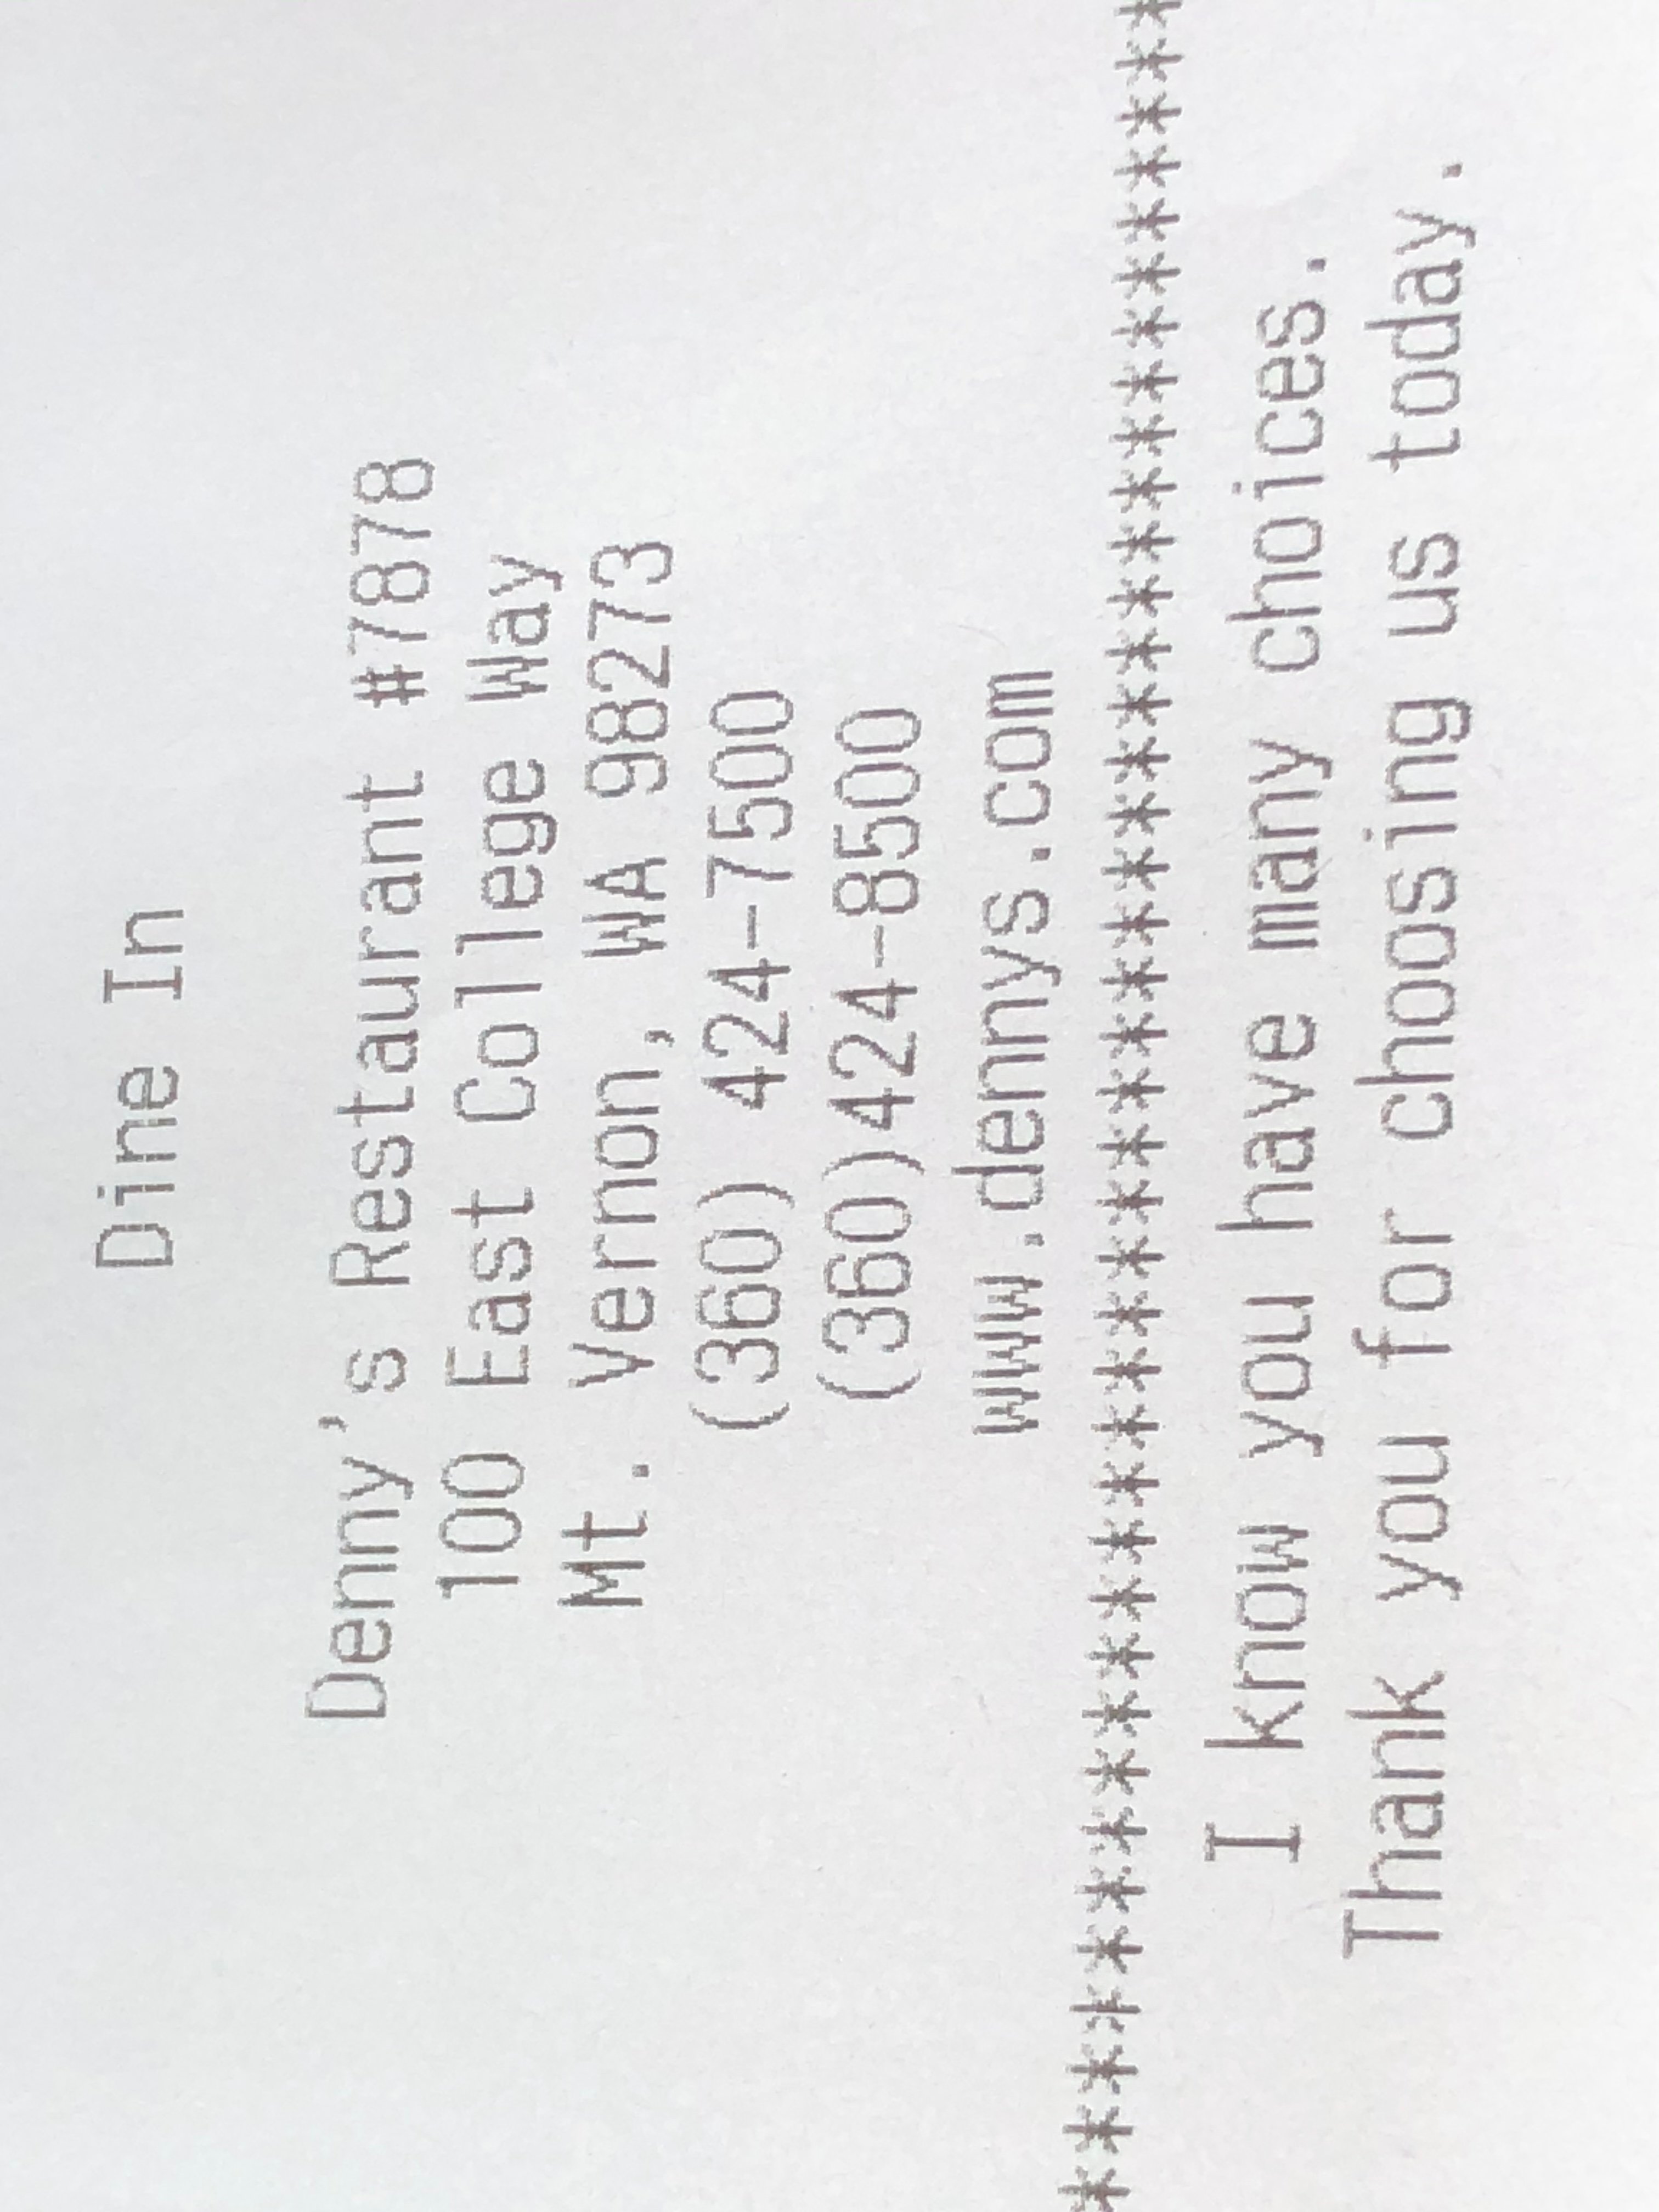 Dine In
Denny's Restaurant #7878
100 East College Way
Mt. Vernon, WA 98273
(360) 424-7500
(360)424-8500
www.dennys.com
****************************************
I know you have many choices.
Thank you for choosing us today.